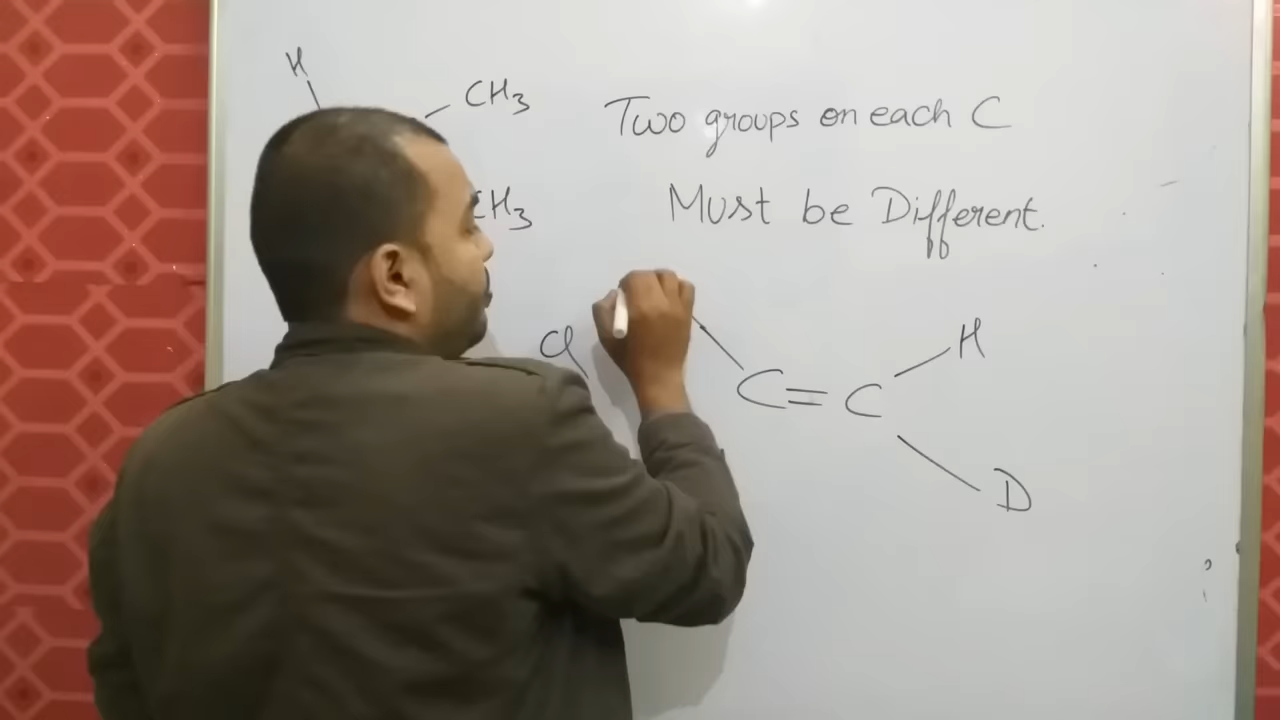 H
CH3
Two groups on each C
CH3
Must be Different.
Cl
C=C
H
D